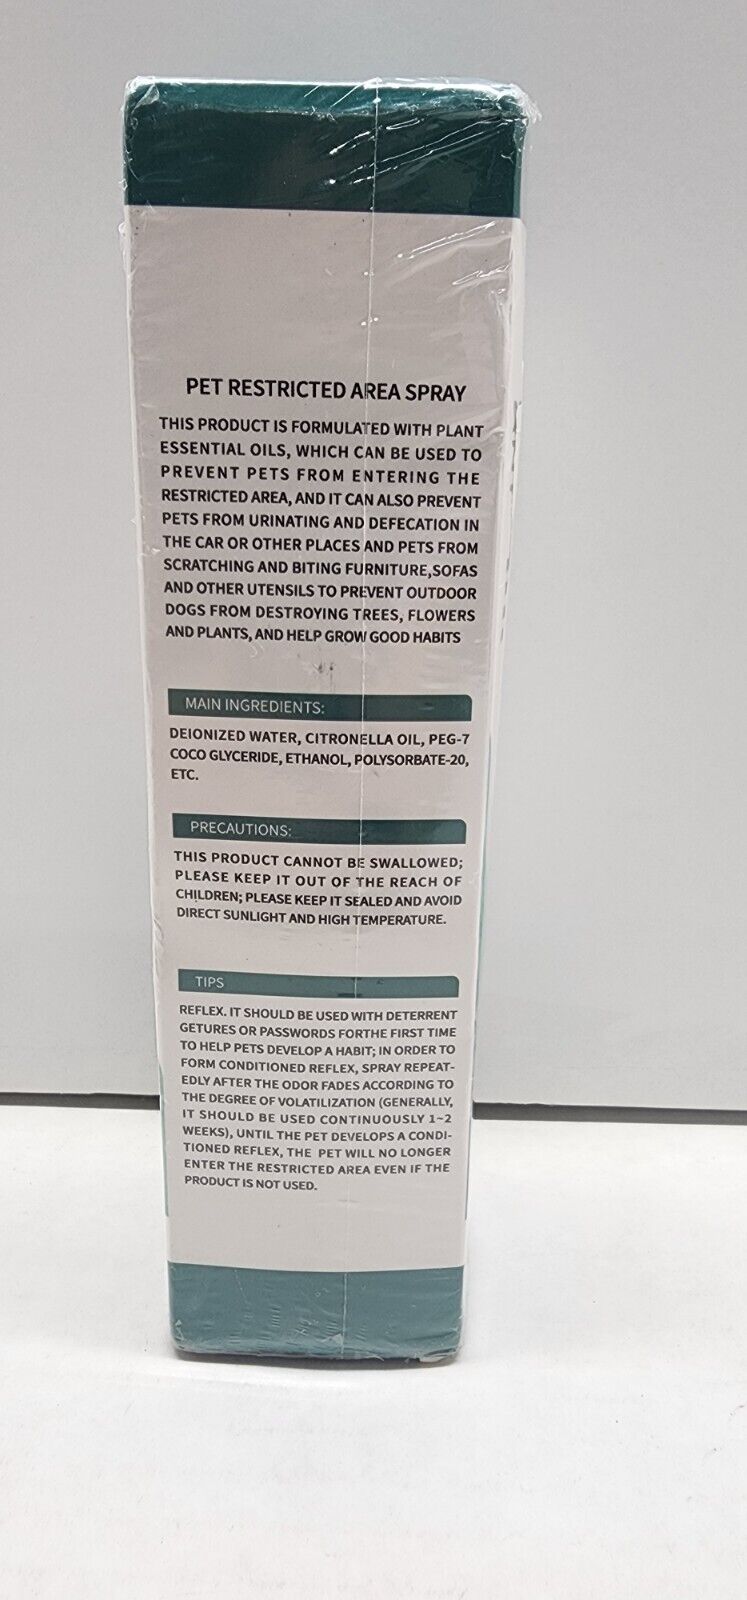 PET RESTRICTED AREA SPRAY
THIS PRODUCT IS FORMULATED WITH PLANT
ESSENTIAL OILS, WHICH CAN BE USED TO
PREVENT PETS FROM ENTERING THE
RESTRICTED AREA, AND IT CAN ALSO PREVENT
PETS FROM URINATING AND DEFECATION IN
THE CAR OR OTHER PLACES AND PETS FROM
SCRATCHING AND BITING FURNITURE,SOFAS
AND OTHER UTENSILS TO PREVENT OUTDOOR
DOGS FROM DESTROYING TREES, FLOWERS
AND PLANTS, AND HELP GROW GOOD HABITS
MAIN INGREDIENTS:
DEIONIZED WATER, CITRONELLA OIL, PEG-7
COCO GLYCERIDE, ETHANOL, POLYSORBATE-20,
ETC.
PRECAUTIONS:
THIS PRODUCT CANNOT BE SWALLOWED;
PLEASE KEEP IT OUT OF THE REACH OF
CHILDREN; PLEASE KEEP IT SEALED AND AVOID
DIRECT SUNLIGHT AND HIGH TEMPERATURE.
TIPS
REFLEX. IT SHOULD BE USED WITH DETERRENT
GETURES OR PASSWORDS FORTHE FIRST TIME
TO HELP PETS DEVELOP A HABIT; IN ORDER TO
FORM CONDITIONED REFLEX, SPRAY REPEAT-
EDLY AFTER THE ODOR FADES ACCORDING TO
THE DEGREE OF VOLATILIZATION (GENERALLY,
IT SHOULD BE USED CONTINUOUSLY 1~2
WEEKS), UNTIL THE PET DEVELOPS A CONDI-
TIONED REFLEX, THE PET WILL NO LONGER
ENTER THE RESTRICTED AREA EVEN IF THE
PRODUCT IS NOT USED.